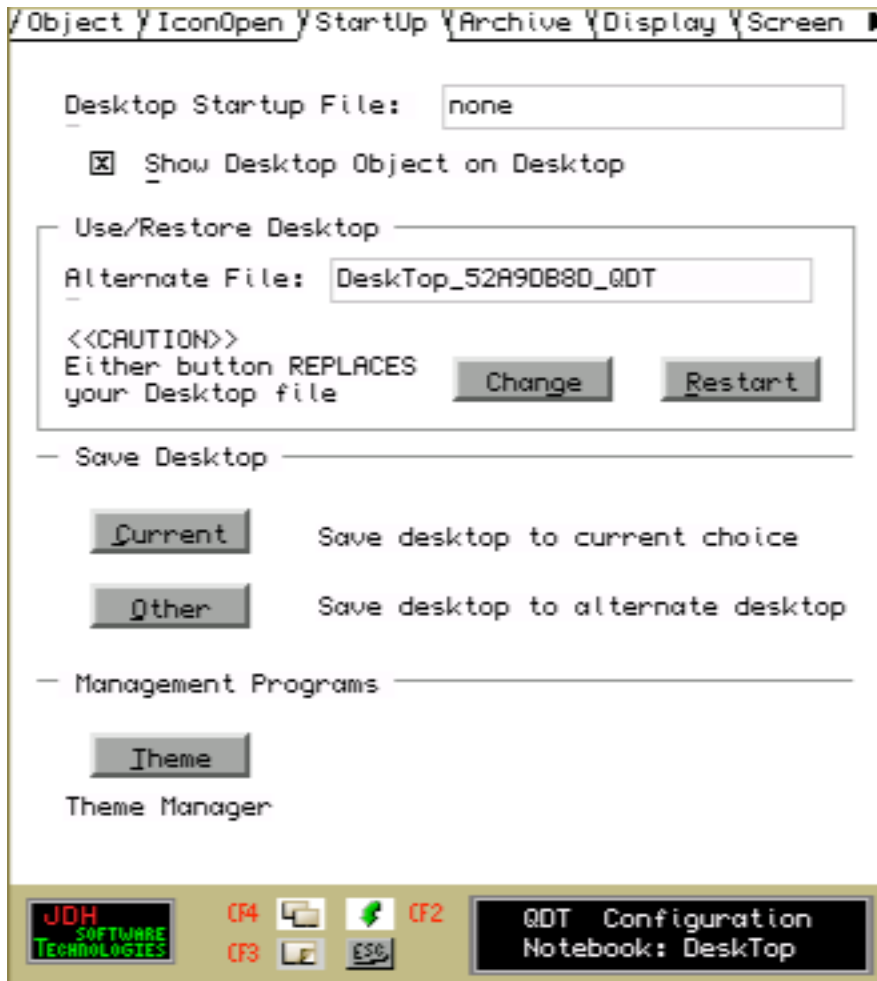 Object IconOpen StartUp Archive Display Screen
Desktop Startup File: none
Show Desktop Object on Desktop
Use/Restore Desktop
Alternate File: DeskTop_52A9DB8D_QDT
<<CAUTION>>
Either button REPLACES
your Desktop file
Change Restart
Save Desktop
Current Save desktop to current choice
Other Save desktop to alternate desktop
Management Programs
Theme
Theme Manager
JDH
SOFTWARE
TECHNOLOGIES
CF4 CF2
CF3 ESC
QDT Configuration
Notebook: DeskTop